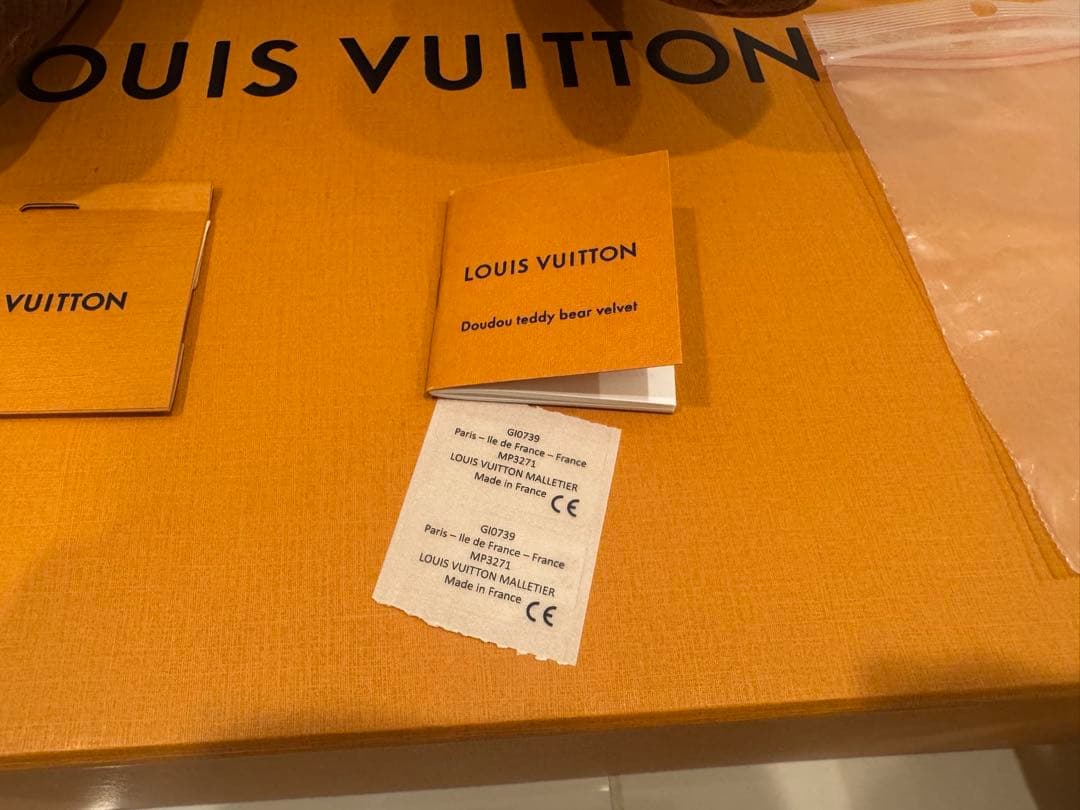 LOUIS VUITTON
VUITTON
LOUIS VUITTON
Doudou teddy bear velvet
GI0739
Paris – Ile de France – France
MP3271
LOUIS VUITTON MALLETIER
Made in France CE
GI0739
Paris – Ile de France – France
MP3271
LOUIS VUITTON MALLETIER
Made in France CE